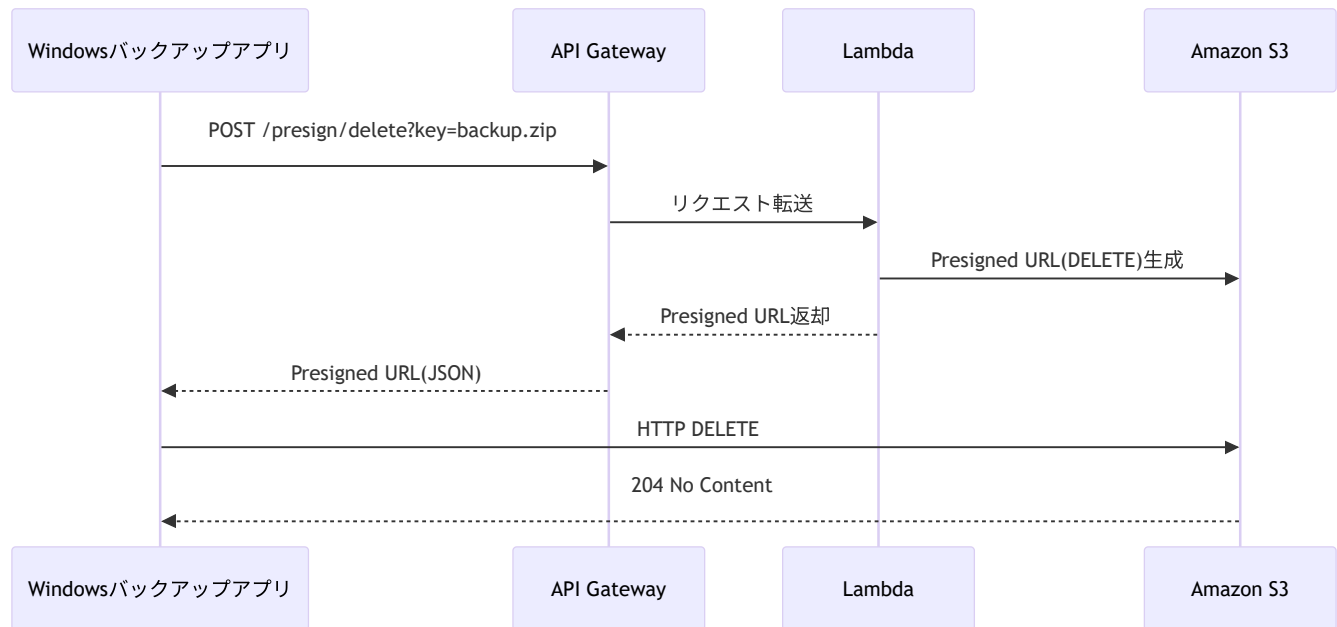 Windowsバックアップアプリ
API Gateway
Lambda
Amazon S3
POST /presign/delete?key=backup.zip
リクエスト転送
Presigned URL(DELETE)生成
Presigned URL返却
Presigned URL(JSON)
HTTP DELETE
204 No Content
Windowsバックアップアプリ
API Gateway
Lambda
Amazon S3